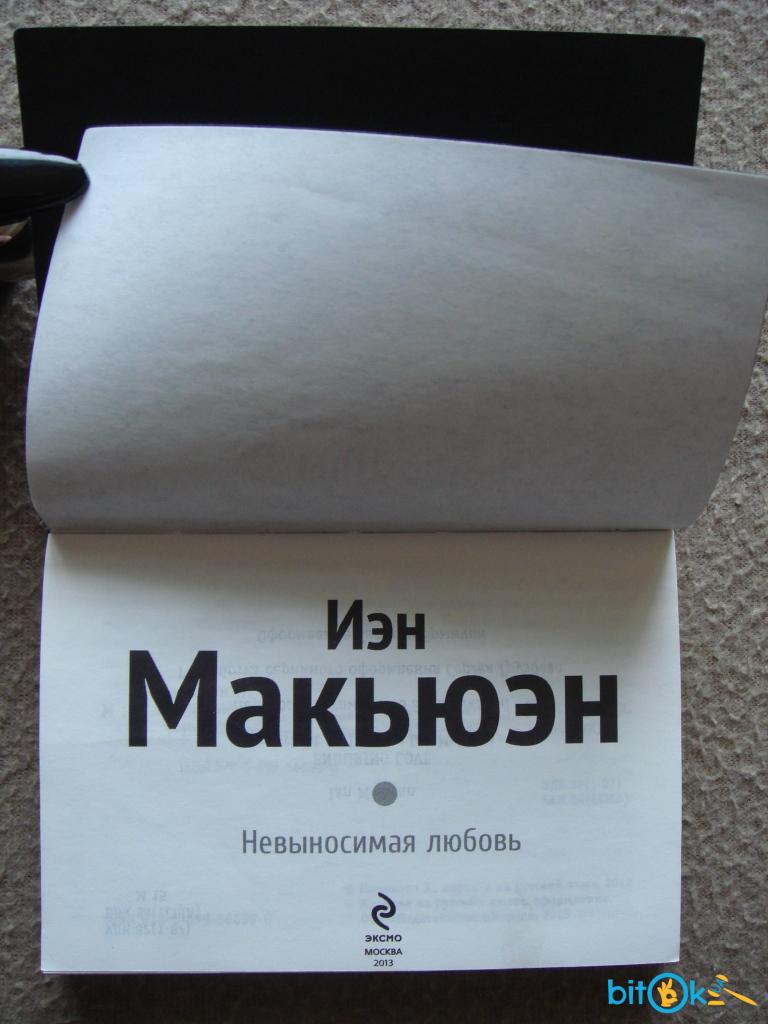 Иэн
Макьюэн
Невыносимая любовь
ЭКСМО
МОСКВА
2013
bitOk